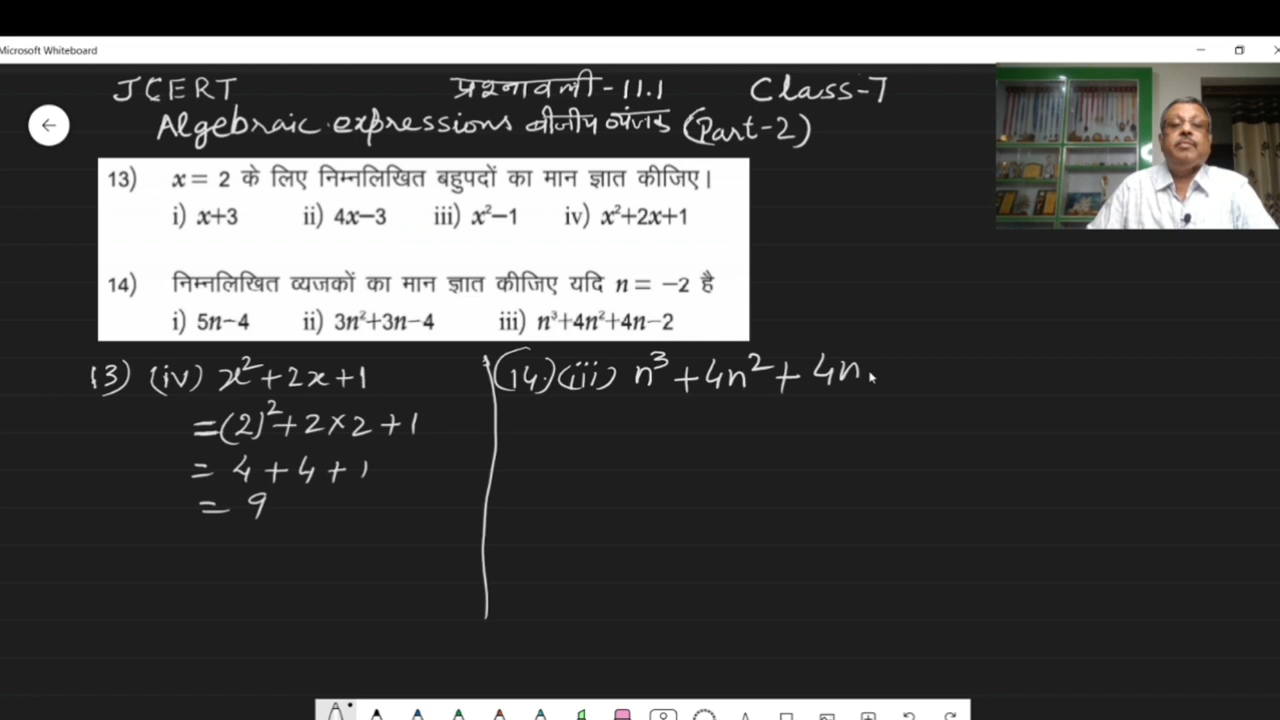 Microsoft Whiteboard
JCERT प्रश्नावली-11.1 Class-7
Algebraic expressions बीजीय व्यंजक (Part-2)
13) x = 2 के लिए निम्नलिखित बहुपदों का मान ज्ञात कीजिए।
i) x+3 ii) 4x−3 iii) x²−1 iv) x²+2x+1
14) निम्नलिखित व्यजकों का मान ज्ञात कीजिए यदि n = −2 है
i) 5n−4 ii) 3n²+3n−4 iii) n³+4n²+4n−2
13) (iv) x²+2x+1
=(2)²+2×2+1
= 4+4+1
= 9
(14.)(iii) n³+4n²+4n